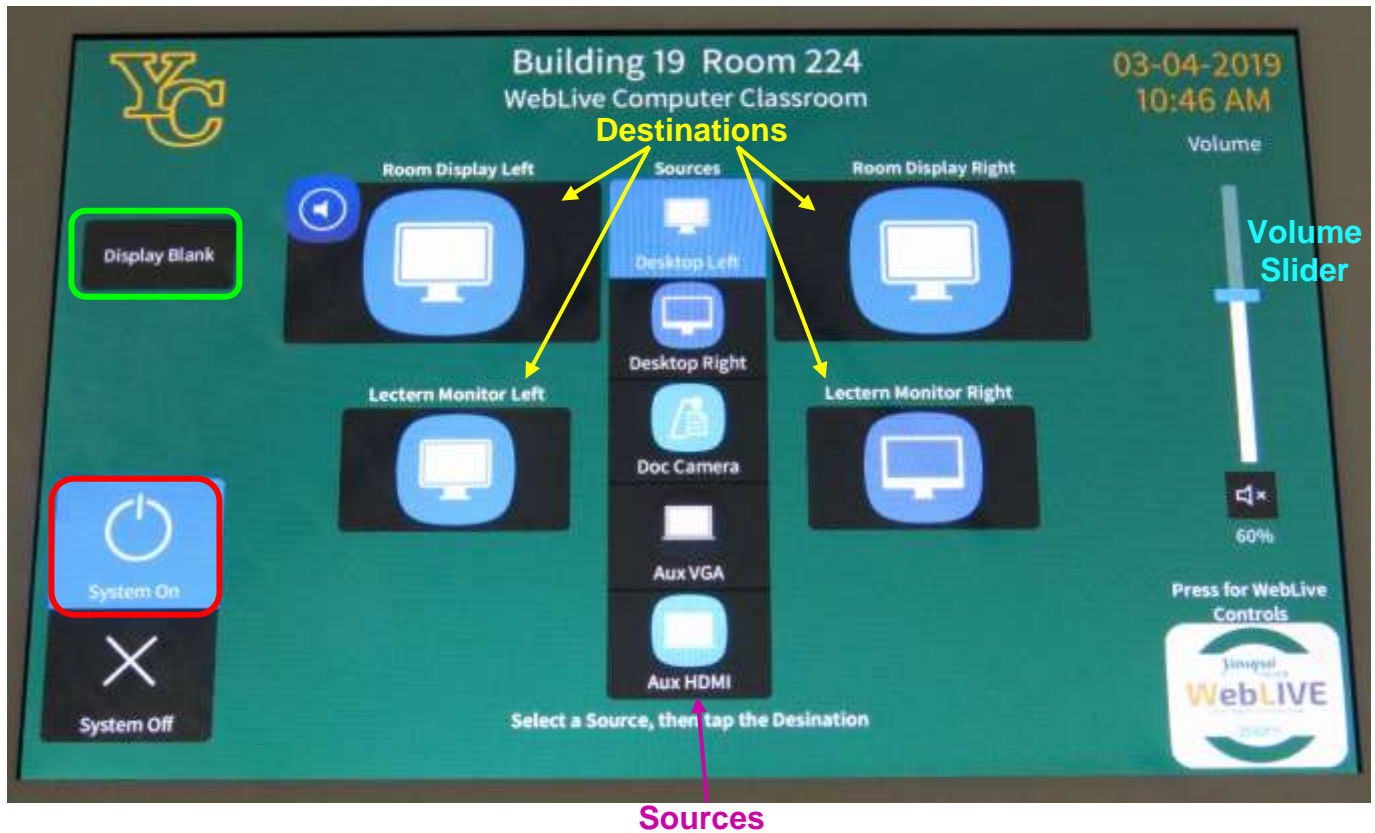 YC
Building 19 Room 224
WebLive Computer Classroom
03-04-2019
10:46 AM
Destinations
Volume
Room Display Left
Sources
Room Display Right
Display Blank
Desktop Left
Volume
Slider
Desktop Right
Lectern Monitor Left
Lectern Monitor Right
Doc Camera
60%
Aux VGA
System On
Press for WebLive
Controls
Aux HDMI
WebLIVE
System Off
Select a Source, then tap the Desination
Sources